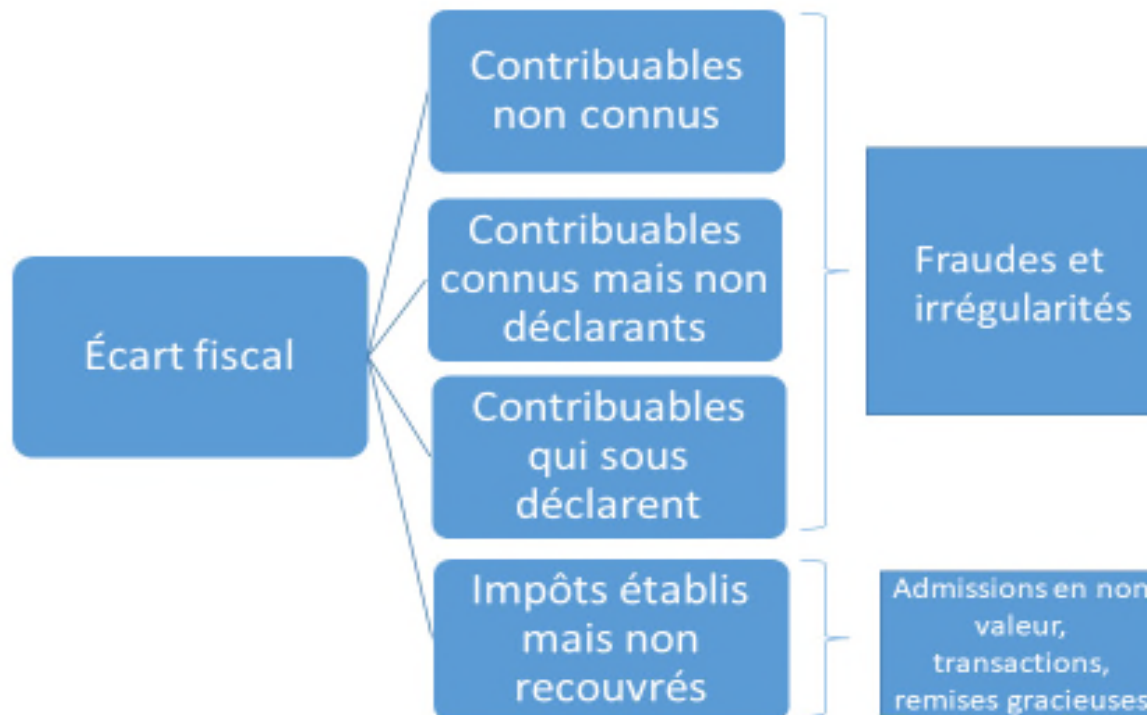 Écart fiscal
Contribuables
non connus
Contribuables
connus mais non
déclarants
Contribuables
qui sous
déclarent
Impôts établis
mais non
recouvrés
Fraudes et
irrégularités
Admissions en non
valeur,
transactions,
remises gracieuses